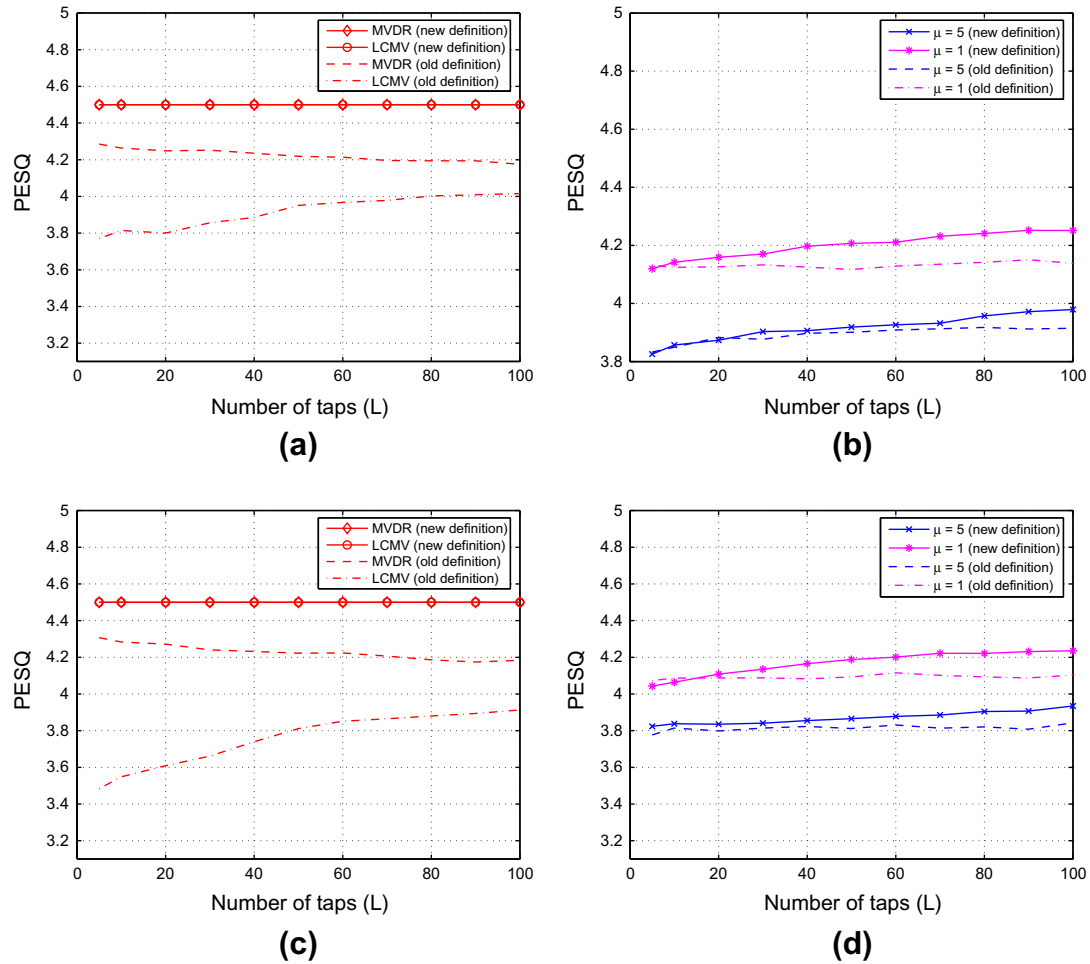 5
4.8
4.6
4.4
4.2
4
3.8
3.6
3.4
3.2
PESQ
MVDR (new definition)
LCMV (new definition)
MVDR (old definition)
LCMV (old definition)
0 20 40 60 80 100
Number of taps (L)
(a)
5
4.8
4.6
4.4
4.2
4
3.8
PESQ
μ = 5 (new definition)
μ = 1 (new definition)
μ = 5 (old definition)
μ = 1 (old definition)
0 20 40 60 80 100
Number of taps (L)
(b)
5
4.8
4.6
4.4
4.2
4
3.8
3.6
3.4
3.2
PESQ
MVDR (new definition)
LCMV (new definition)
MVDR (old definition)
LCMV (old definition)
0 20 40 60 80 100
Number of taps (L)
(c)
5
4.8
4.6
4.4
4.2
4
3.8
3.6
3.4
3.2
PESQ
μ = 5 (new definition)
μ = 1 (new definition)
μ = 5 (old definition)
μ = 1 (old definition)
0 20 40 60 80 100
Number of taps (L)
(d)